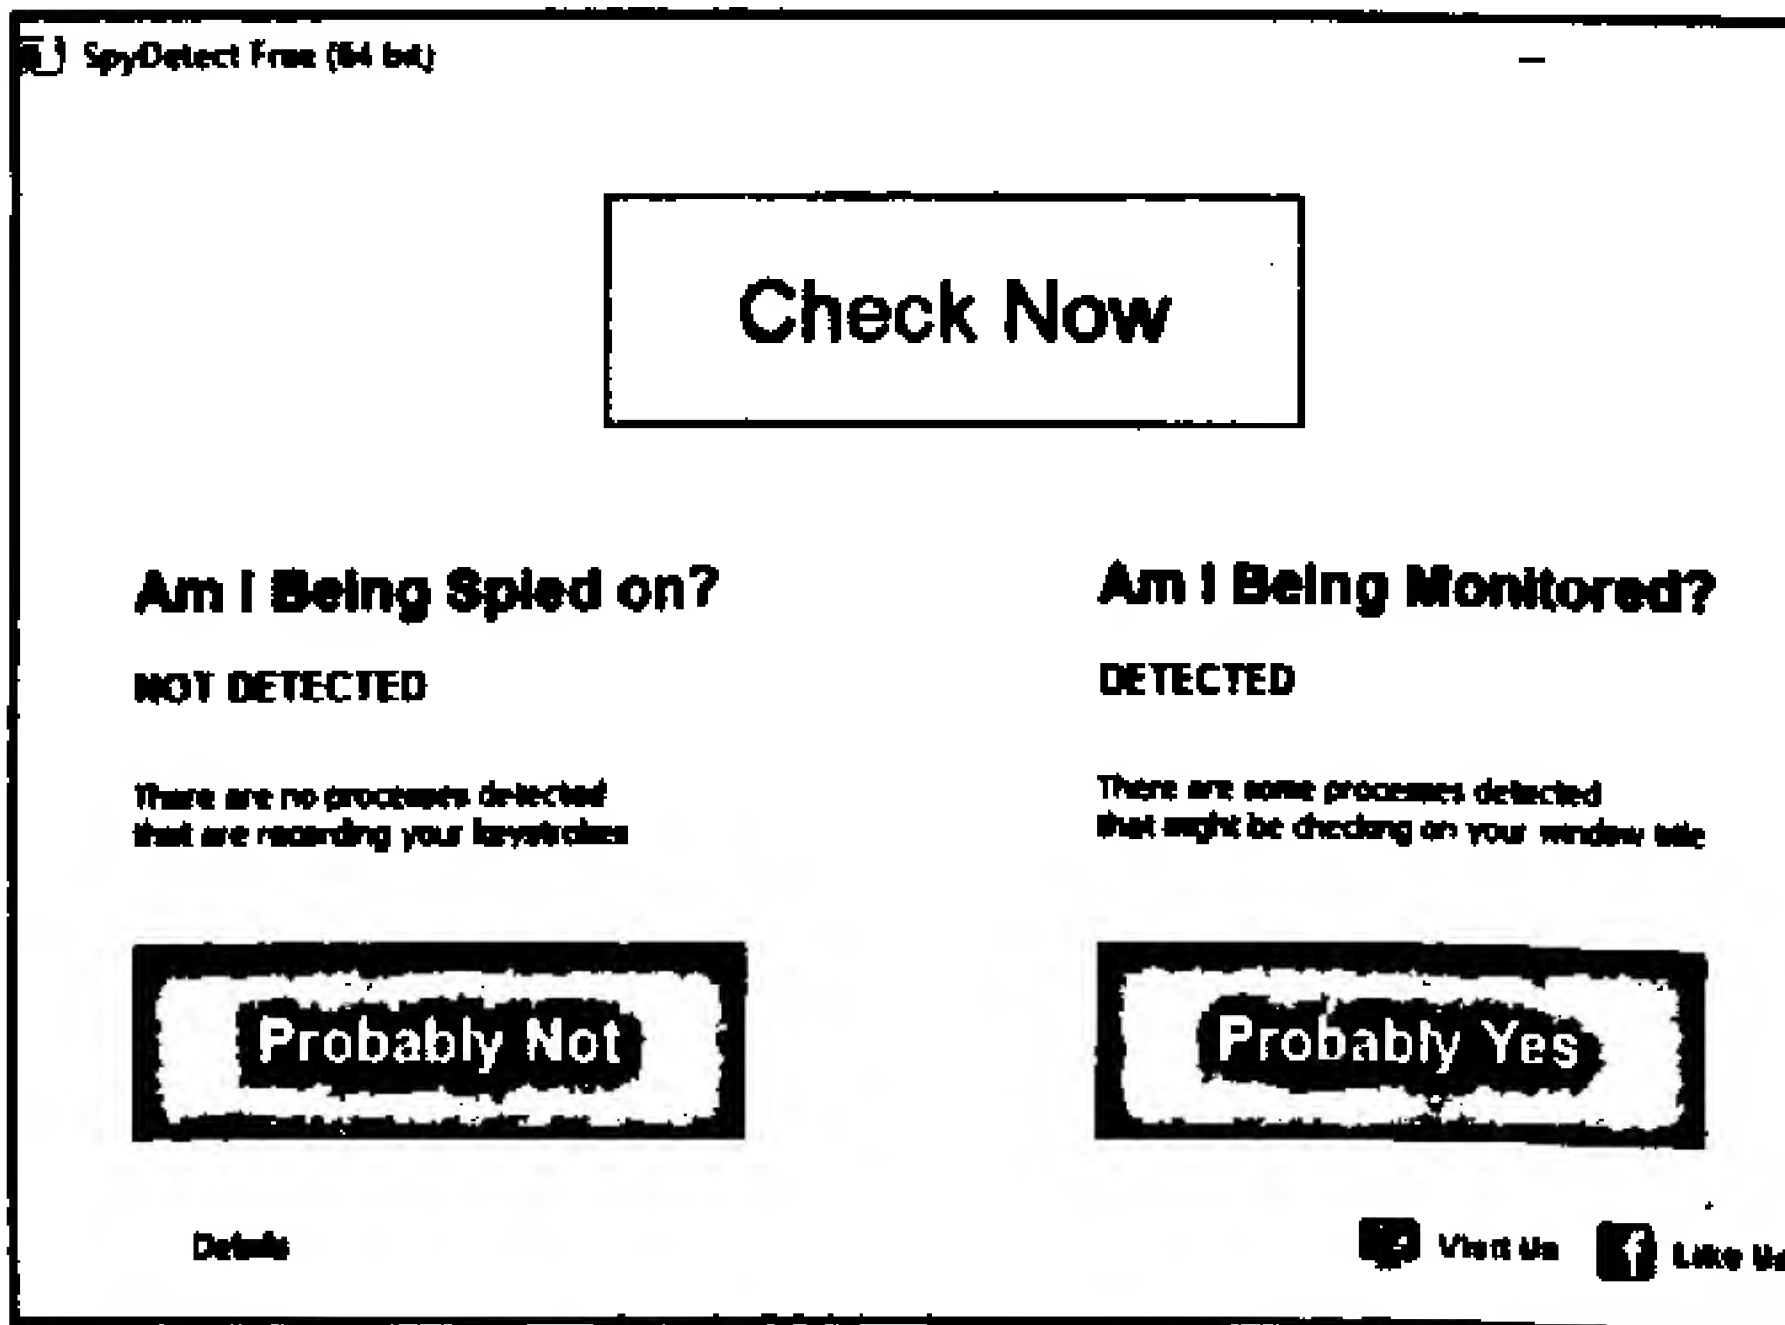 SpyDetect Free (64 bit)
Check Now
Am I Being Spied on?
NOT DETECTED
There are no processes detected
that are recording your keystrokes
Probably Not
Am I Being Monitored?
DETECTED
There are some processes detected
that might be checking on your window title
Probably Yes
Details
Visit Us
Like Us